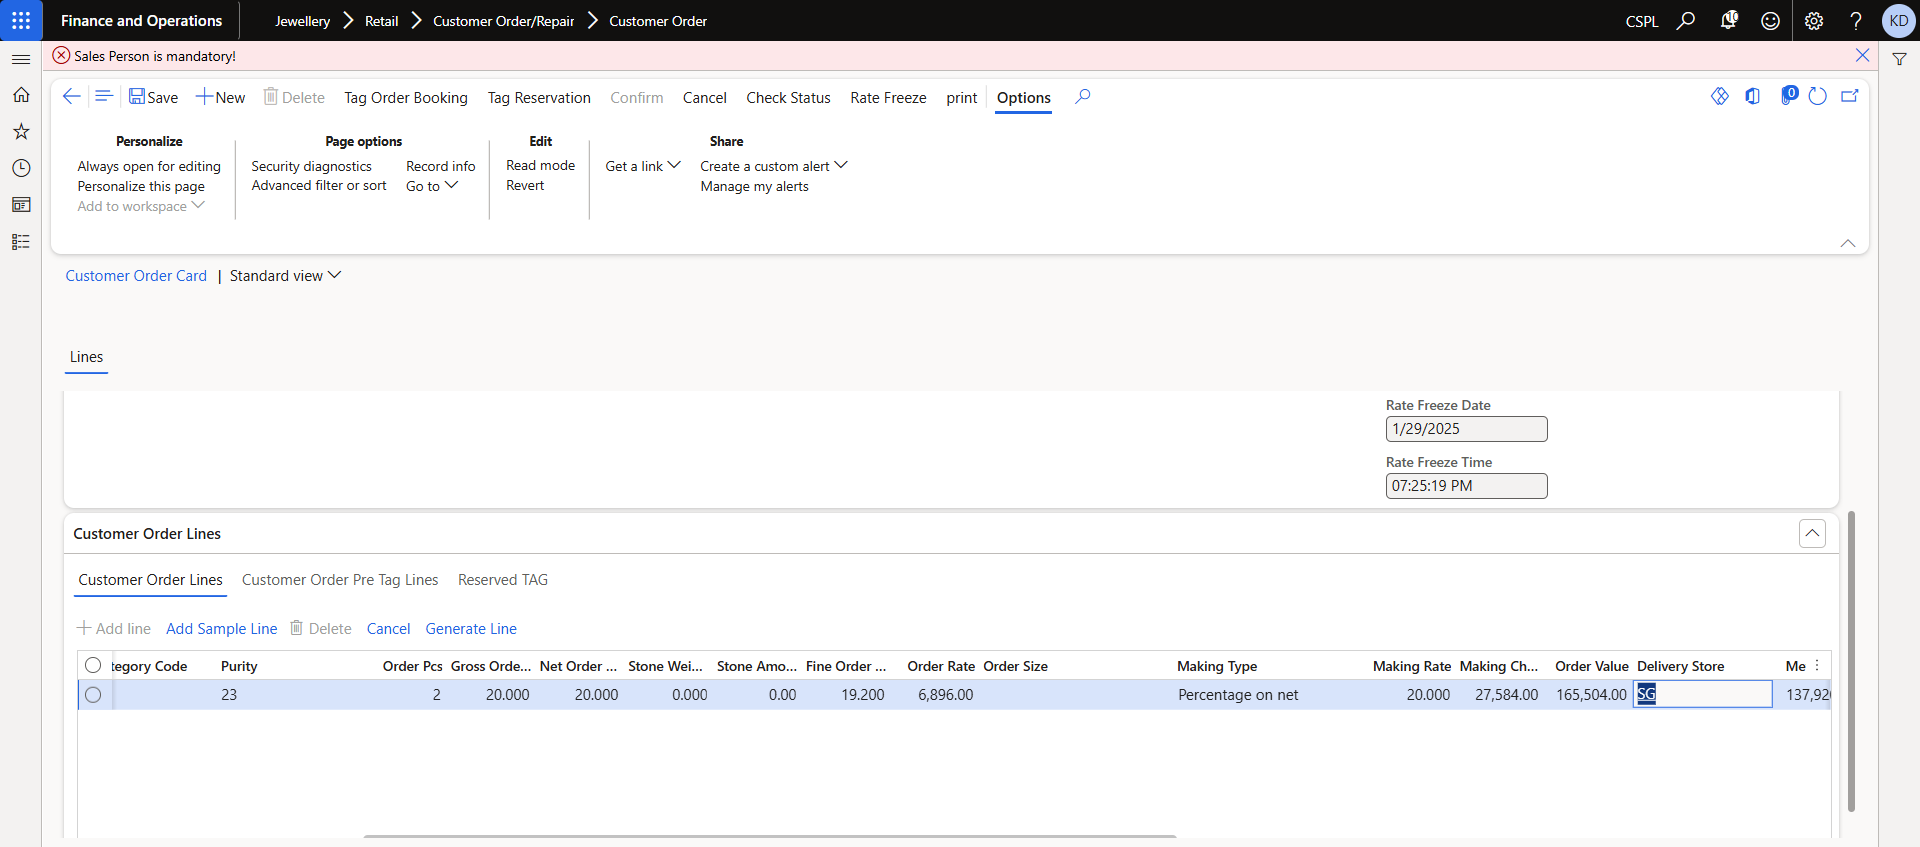 Finance and Operations
Jewellery Retail Customer Order/Repair Customer Order
CSPL
KD
Sales Person is mandatory!
Save New Delete Tag Order Booking Tag Reservation Confirm Cancel Check Status Rate Freeze print Options
0
Personalize
Always open for editing
Personalize this page
Add to workspace
Page options
Security diagnostics Record info
Advanced filter or sort Go to
Edit
Read mode
Revert
Share
Get a link Create a custom alert
Manage my alerts
Customer Order Card | Standard view
Lines
Rate Freeze Date
1/29/2025
Rate Freeze Time
07:25:19 PM
Customer Order Lines
Customer Order Lines Customer Order Pre Tag Lines Reserved TAG
Add line Add Sample Line Delete Cancel Generate Line
tegory Code Purity Order Pcs Gross Orde... Net Order ... Stone Wei... Stone Amo... Fine Order ... Order Rate Order Size Making Type Making Rate Making Ch... Order Value Delivery Store Me
23 2 20.000 20.000 0.000 0.00 19.200 6,896.00 Percentage on net 20.000 27,584.00 165,504.00 SG 137,920